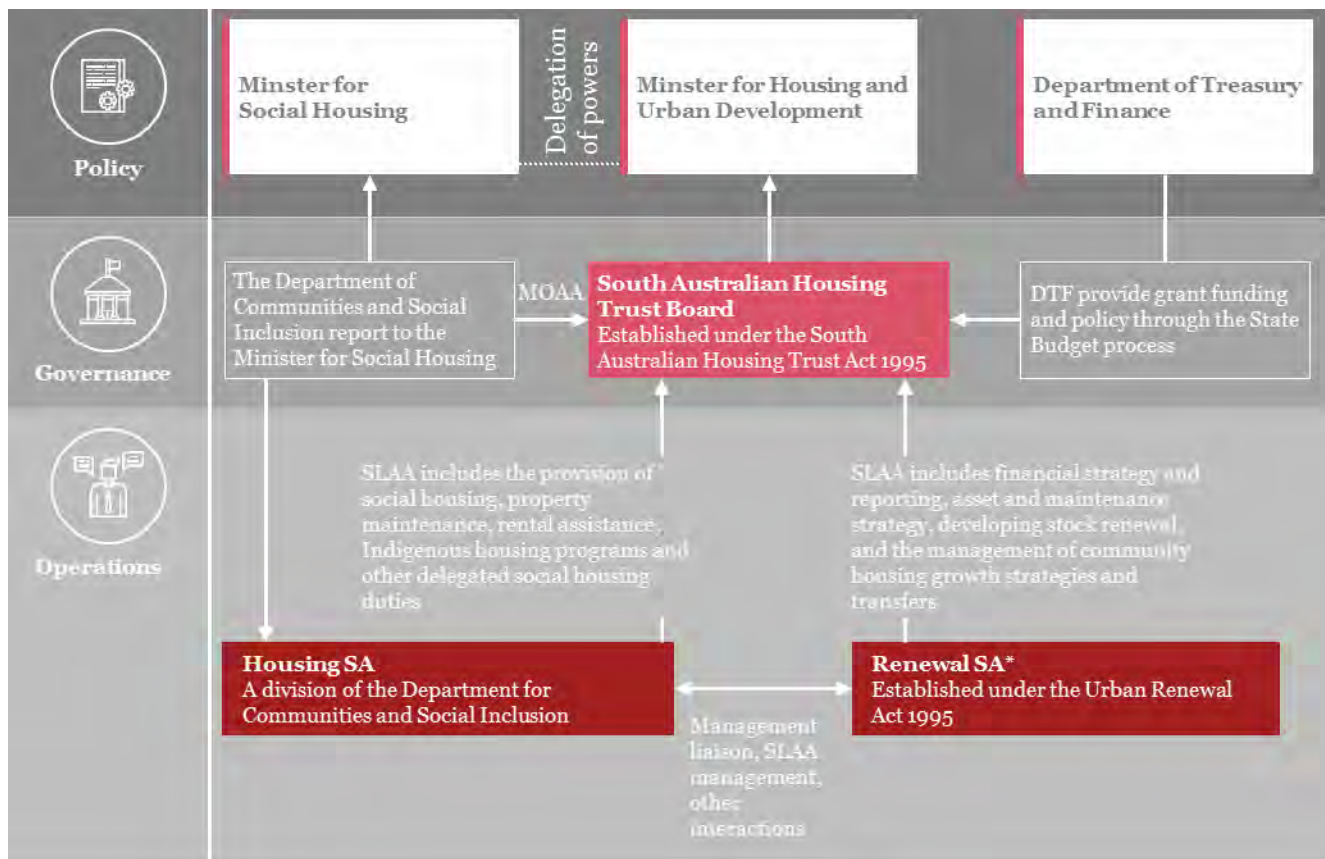 Policy
Minster for
Social Housing
Delegation
of powers
Minster for Housing and
Urban Development
Department of Treasury
and Finance
Governance
The Department of
Communities and Social
Inclusion report to the
Minister for Social Housing
MOAA
South Australian Housing
Trust Board
Established under the South
Australian Housing Trust Act 1995
DTF provide grant funding
and policy through the State
Budget process
Operations
SLAA includes the provision of
social housing, property
maintenance, rental assistance,
Indigenous housing programs and
other delegated social housing
duties
SLAA includes financial strategy and
reporting, asset and maintenance
strategy, developing stock renewal,
and the management of community
housing growth strategies and
transfers
Housing SA
A division of the Department for
Communities and Social Inclusion
Management
liaison, SLAA
management,
other
interactions
Renewal SA*
Established under the Urban Renewal
Act 1995